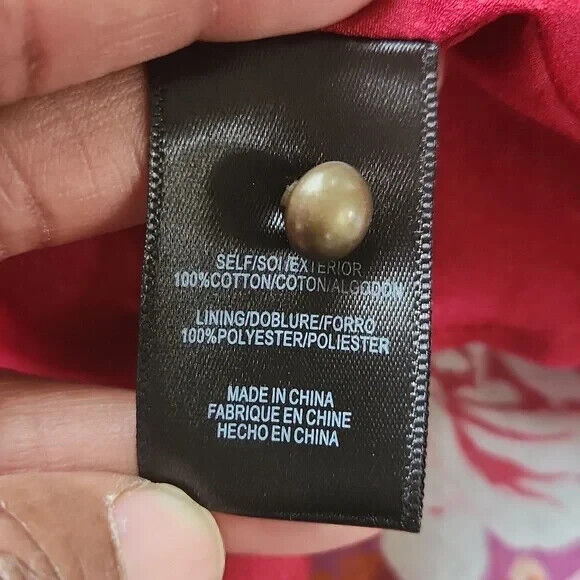 SELF/SOI/EXTERIOR
100%COTTON/COTON/ALGODON
LINING/DOBLURE/FORRO
100%POLYESTER/POLIESTER
MADE IN CHINA
FABRIQUE EN CHINE
HECHO EN CHINA